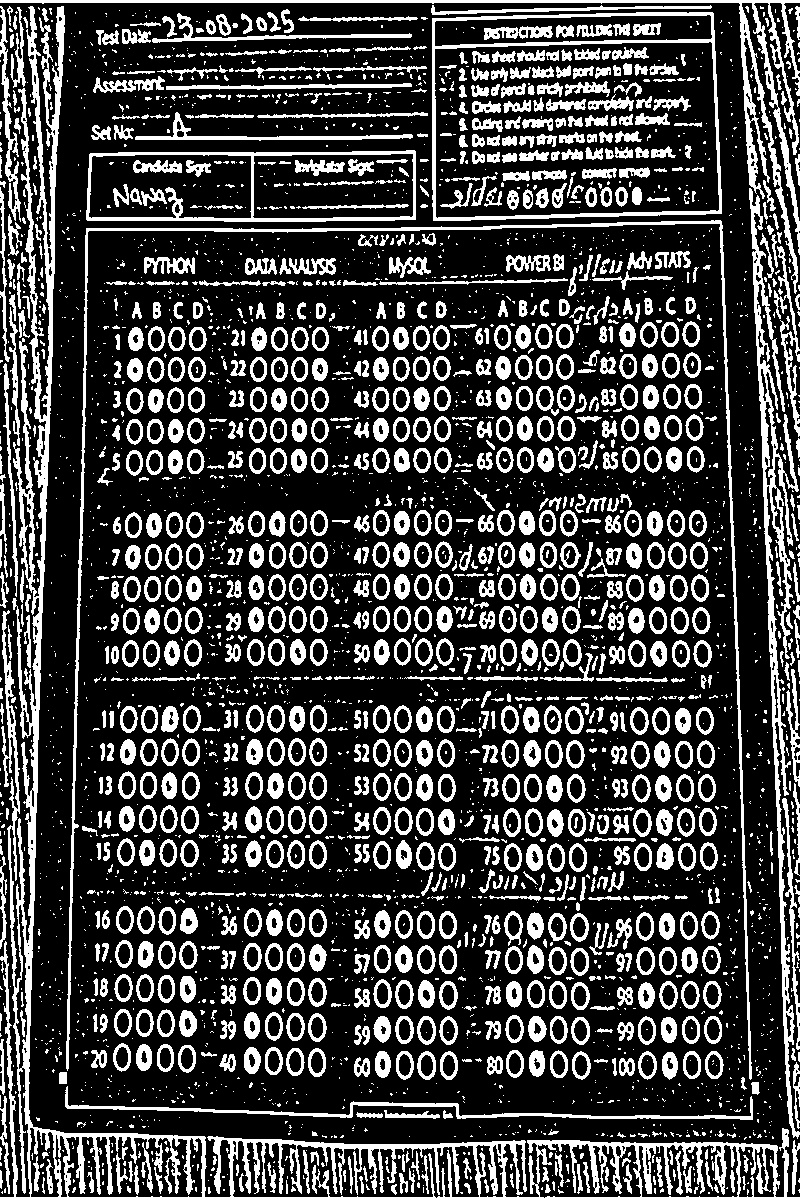 Test Date: 23-08-2025
Assessment:
Set No: A
Candidate Sign:
Invigilator Sign:
Nawaz
INSTRUCTIONS FOR FILLING THE SHEET
1. This sheet should not be folded or crushed.
2. Use only blue/ black ball point pen to fill the circles.
3. Use of pencil is strictly prohibited.
4. Circles should be darkened completely and properly.
5. Cutting and erasing on this sheet is not allowed.
6. Do not use any stray marks on the sheet.
7. Do not use marker or white fluid to hide the mark.
WRONG METHODS CORRECT METHOD
PYTHON DATA ANALYSIS MySQL POWER BI Adv STATS
A B C D A B C D A B C D A B C D A B C D
1 21 41 61 81
2 22 42 62 82
3 23 43 63 83
4 24 44 64 84
5 25 45 65 85
6 26 46 66 86
7 27 47 67 87
8 28 48 68 88
9 29 49 69 89
10 30 50 70 90
11 31 51 71 91
12 32 52 72 92
13 33 53 73 93
14 34 54 74 94
15 35 55 75 95
16 36 56 76 96
17 37 57 77 97
18 38 58 78 98
19 39 59 79 99
20 40 60 80 100